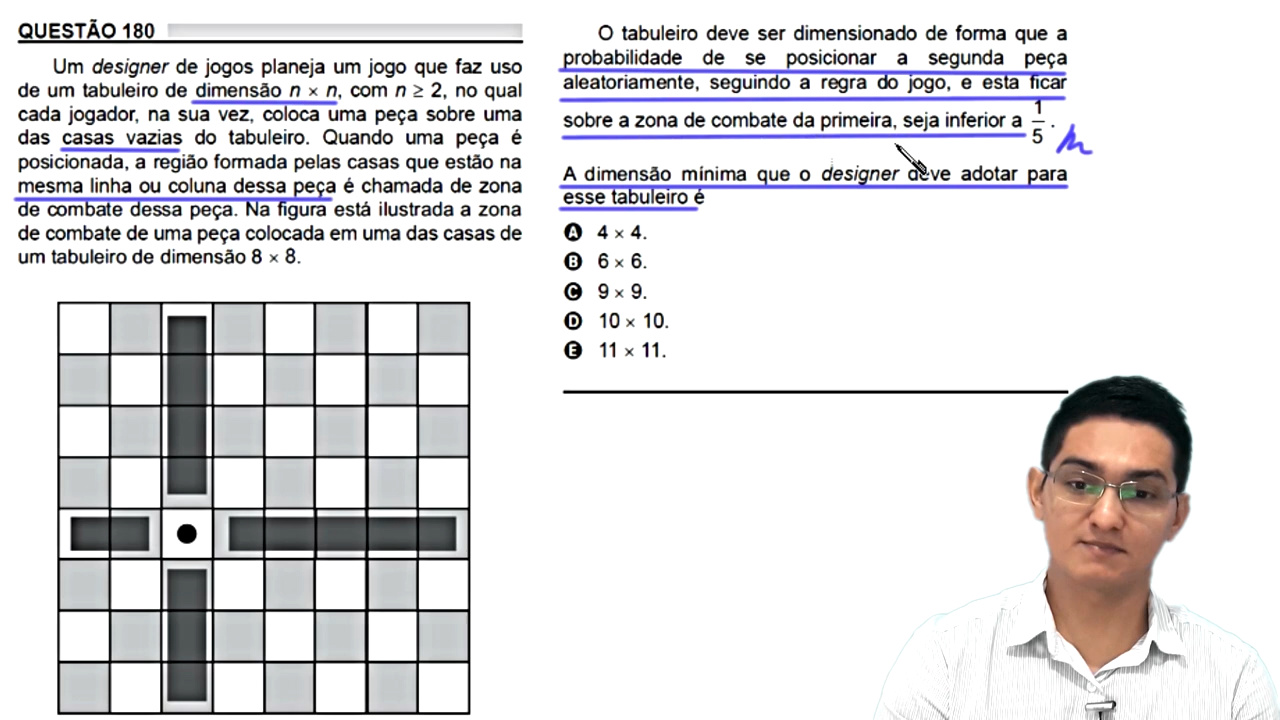 QUESTÃO 180
Um designer de jogos planeja um jogo que faz uso
de um tabuleiro de dimensão n × n, com n ≥ 2, no qual
cada jogador, na sua vez, coloca uma peça sobre uma
das casas vazias do tabuleiro. Quando uma peça é
posicionada, a região formada pelas casas que estão na
mesma linha ou coluna dessa peça é chamada de zona
de combate dessa peça. Na figura está ilustrada a zona
de combate de uma peça colocada em uma das casas de
um tabuleiro de dimensão 8 × 8.
O tabuleiro deve ser dimensionado de forma que a
probabilidade de se posicionar a segunda peça
aleatoriamente, seguindo a regra do jogo, e esta ficar
sobre a zona de combate da primeira, seja inferior a 1/5.
A dimensão mínima que o designer deve adotar para
esse tabuleiro é
A 4 × 4.
B 6 × 6.
C 9 × 9.
D 10 × 10.
E 11 × 11.